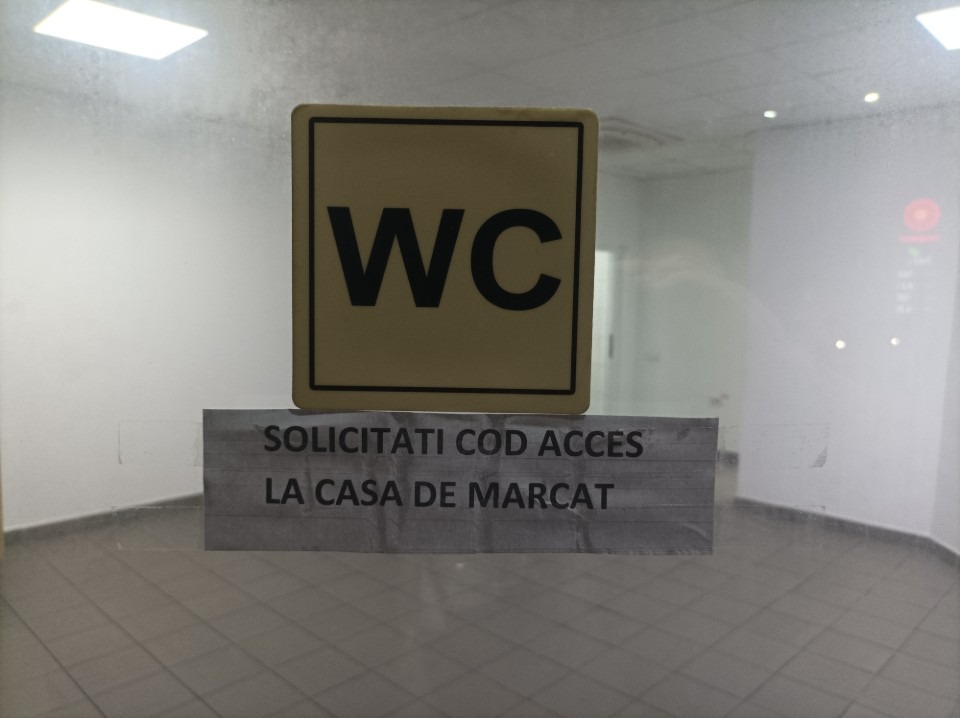 WC
SOLICITATI COD ACCES
LA CASA DE MARCAT